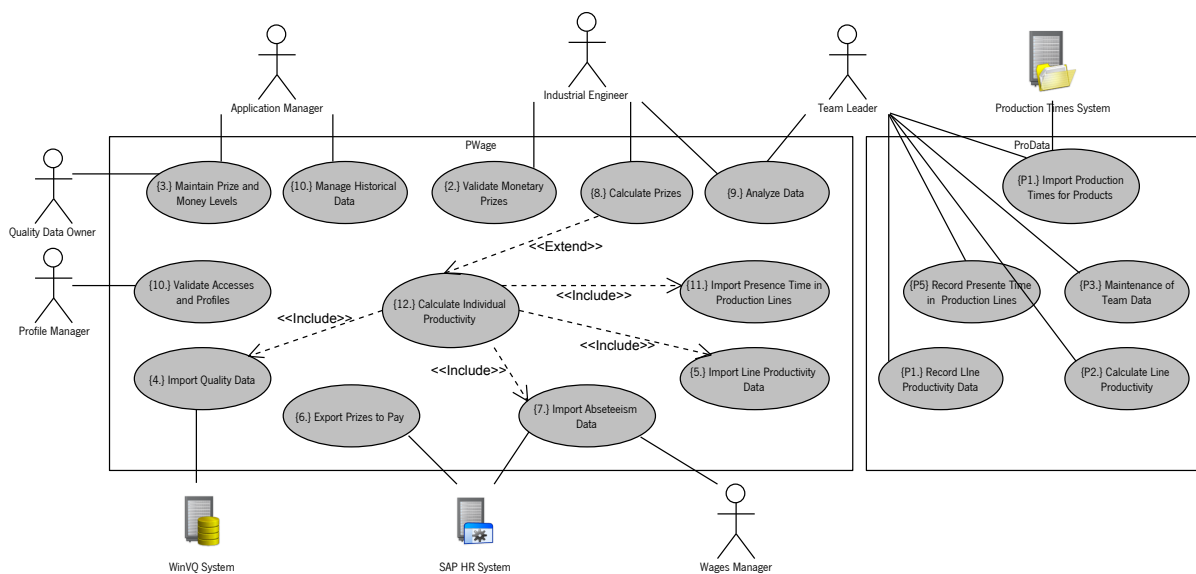 Application Manager
Industrial Engineer
Team Leader
Production Times System
PWage
ProData
Quality Data Owner
{3.} Maintain Prize and
Money Levels
{10.} Manage Historical
Data
{2.} Validate Monetary
Prizes
{8.} Calculate Prizes
{9.} Analyze Data
{P1.} Import Production
Times for Products
<<Extend>>
Profile Manager
{10.} Validate Accesses
and Profiles
{12.} Calculate Individual
Productivity
{11.} Import Presence Time in
Production Lines
<<Include>>
{P5} Record Presente Time
in Production Lines
{P3.} Maintenance of
Team Data
<<Include>>
<<Include>>
<<Include>>
{4.} Import Quality Data
{5.} Import Line Productivity
Data
{P1.} Record LIne
Productivity Data
{P2.} Calculate Line
Productivity
{6.} Export Prizes to Pay
{7.} Import Abseteeism
Data
WinVQ System
SAP HR System
Wages Manager